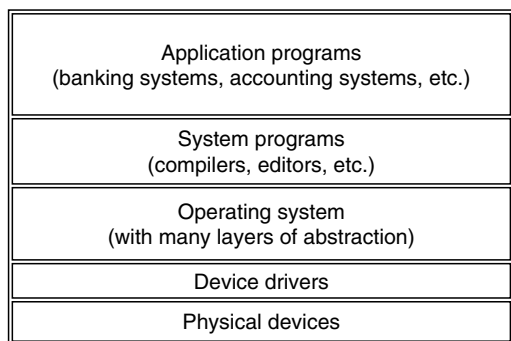 Application programs
(banking systems, accounting systems, etc.)
System programs
(compilers, editors, etc.)
Operating system
(with many layers of abstraction)
Device drivers
Physical devices